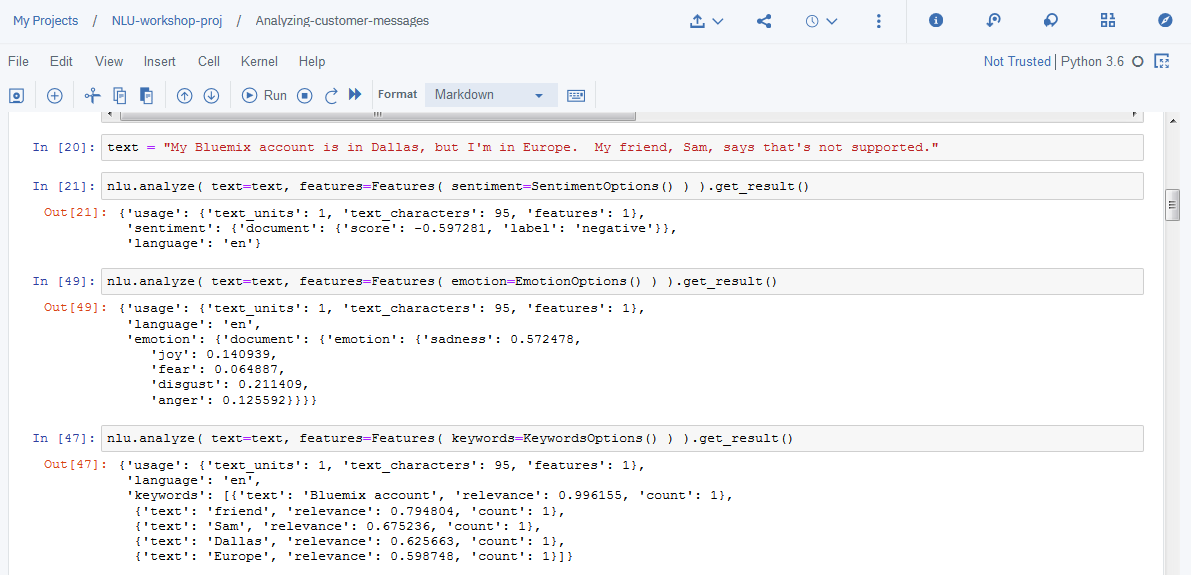 My Projects / NLU-workshop-proj / Analyzing-customer-messages
File Edit View Insert Cell Kernel Help Not Trusted | Python 3.6
Run Format Markdown
In [20]: text = "My Bluemix account is in Dallas, but I'm in Europe.  My friend, Sam, says that's not supported."
In [21]: nlu.analyze( text=text, features=Features( sentiment=SentimentOptions() ) ).get_result()
Out[21]: {'usage': {'text_units': 1, 'text_characters': 95, 'features': 1},
'sentiment': {'document': {'score': -0.597281, 'label': 'negative'}},
'language': 'en'}
In [49]: nlu.analyze( text=text, features=Features( emotion=EmotionOptions() ) ).get_result()
Out[49]: {'usage': {'text_units': 1, 'text_characters': 95, 'features': 1},
'language': 'en',
'emotion': {'document': {'emotion': {'sadness': 0.572478,
'joy': 0.140939,
'fear': 0.064887,
'disgust': 0.211409,
'anger': 0.125592}}}}
In [47]: nlu.analyze( text=text, features=Features( keywords=KeywordsOptions() ) ).get_result()
Out[47]: {'usage': {'text_units': 1, 'text_characters': 95, 'features': 1},
'language': 'en',
'keywords': [{'text': 'Bluemix account', 'relevance': 0.996155, 'count': 1},
{'text': 'friend', 'relevance': 0.794804, 'count': 1},
{'text': 'Sam', 'relevance': 0.675236, 'count': 1},
{'text': 'Dallas', 'relevance': 0.625663, 'count': 1},
{'text': 'Europe', 'relevance': 0.598748, 'count': 1}]}